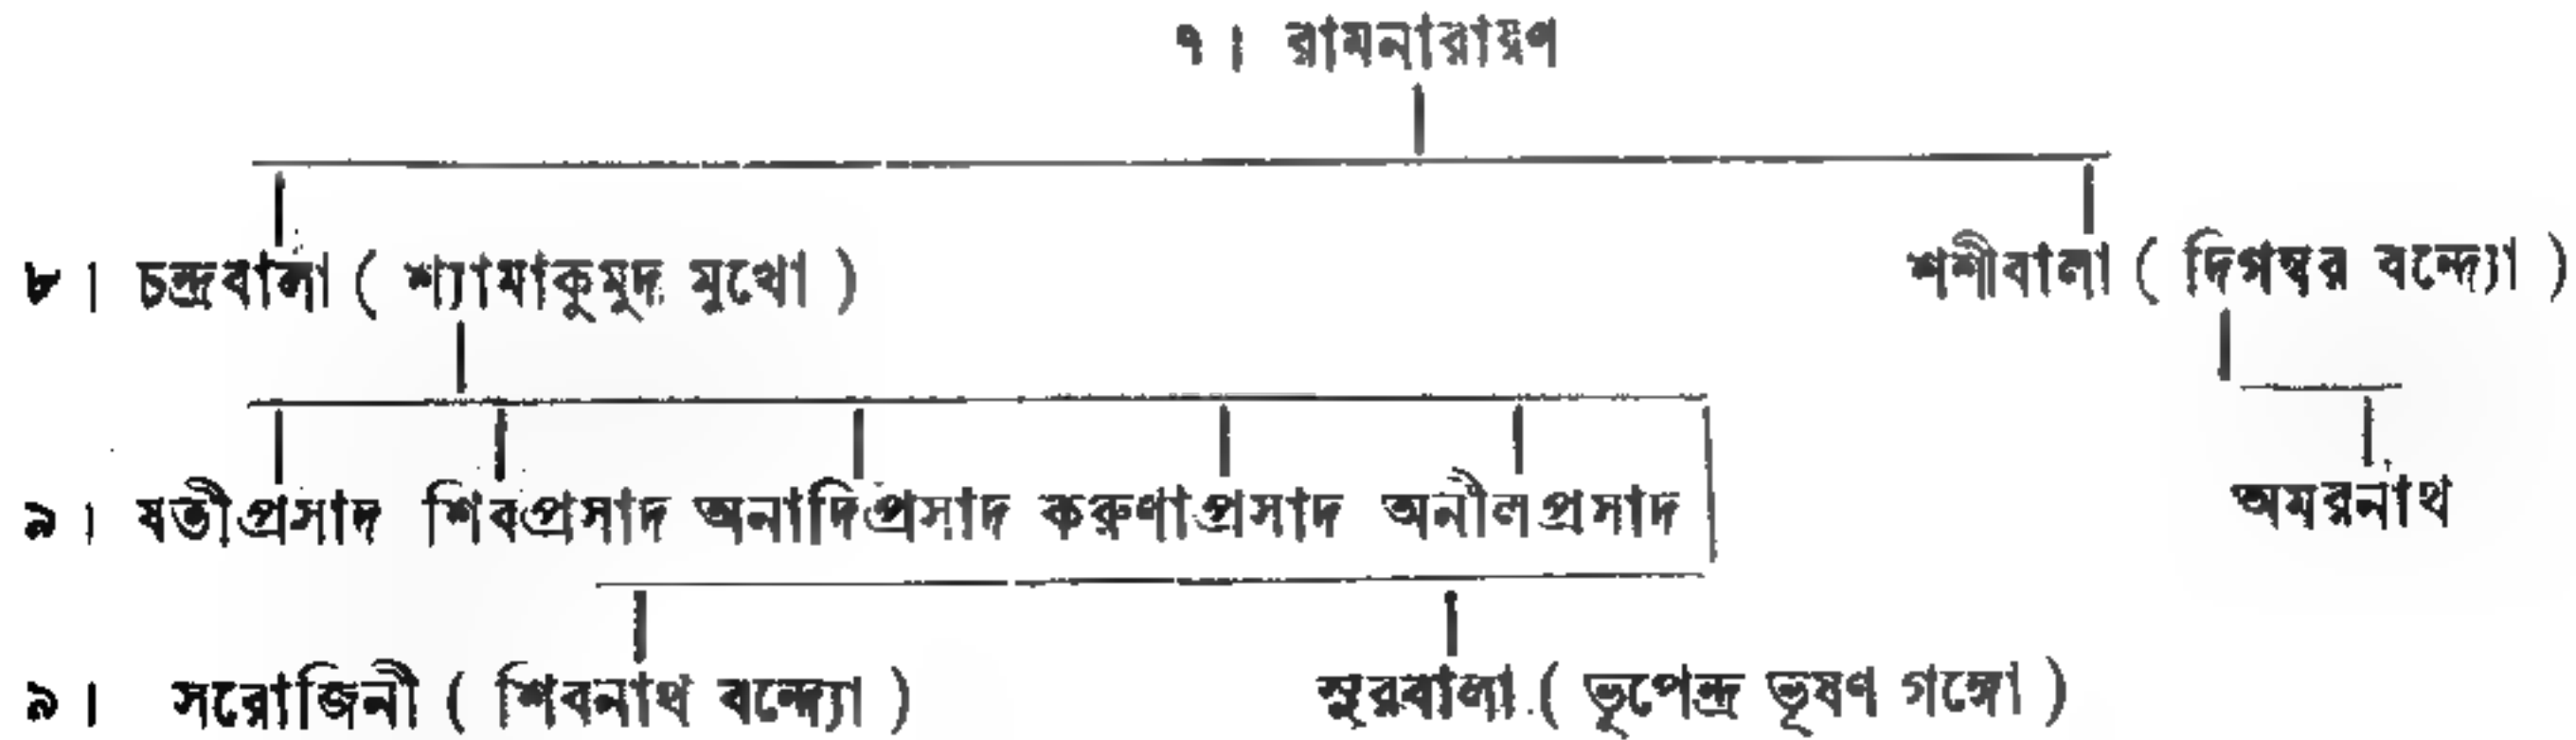 ৭। রামনারায়ণ
৮। চন্দ্রবালা ( শ্যামাকুমুদ মুখো ) শশীবালা ( দিগম্বর বন্দ্যো )
৯। যতীপ্রসাদ শিবপ্রসাদ অনাদিপ্রসাদ করুণাপ্রসাদ অনীলপ্রসাদ অমরনাথ
৯। সরোজিনী ( শিবনাথ বন্দ্যো ) সুরবালা ( ভূপেন্দ্র ভূষণ গঙ্গো )